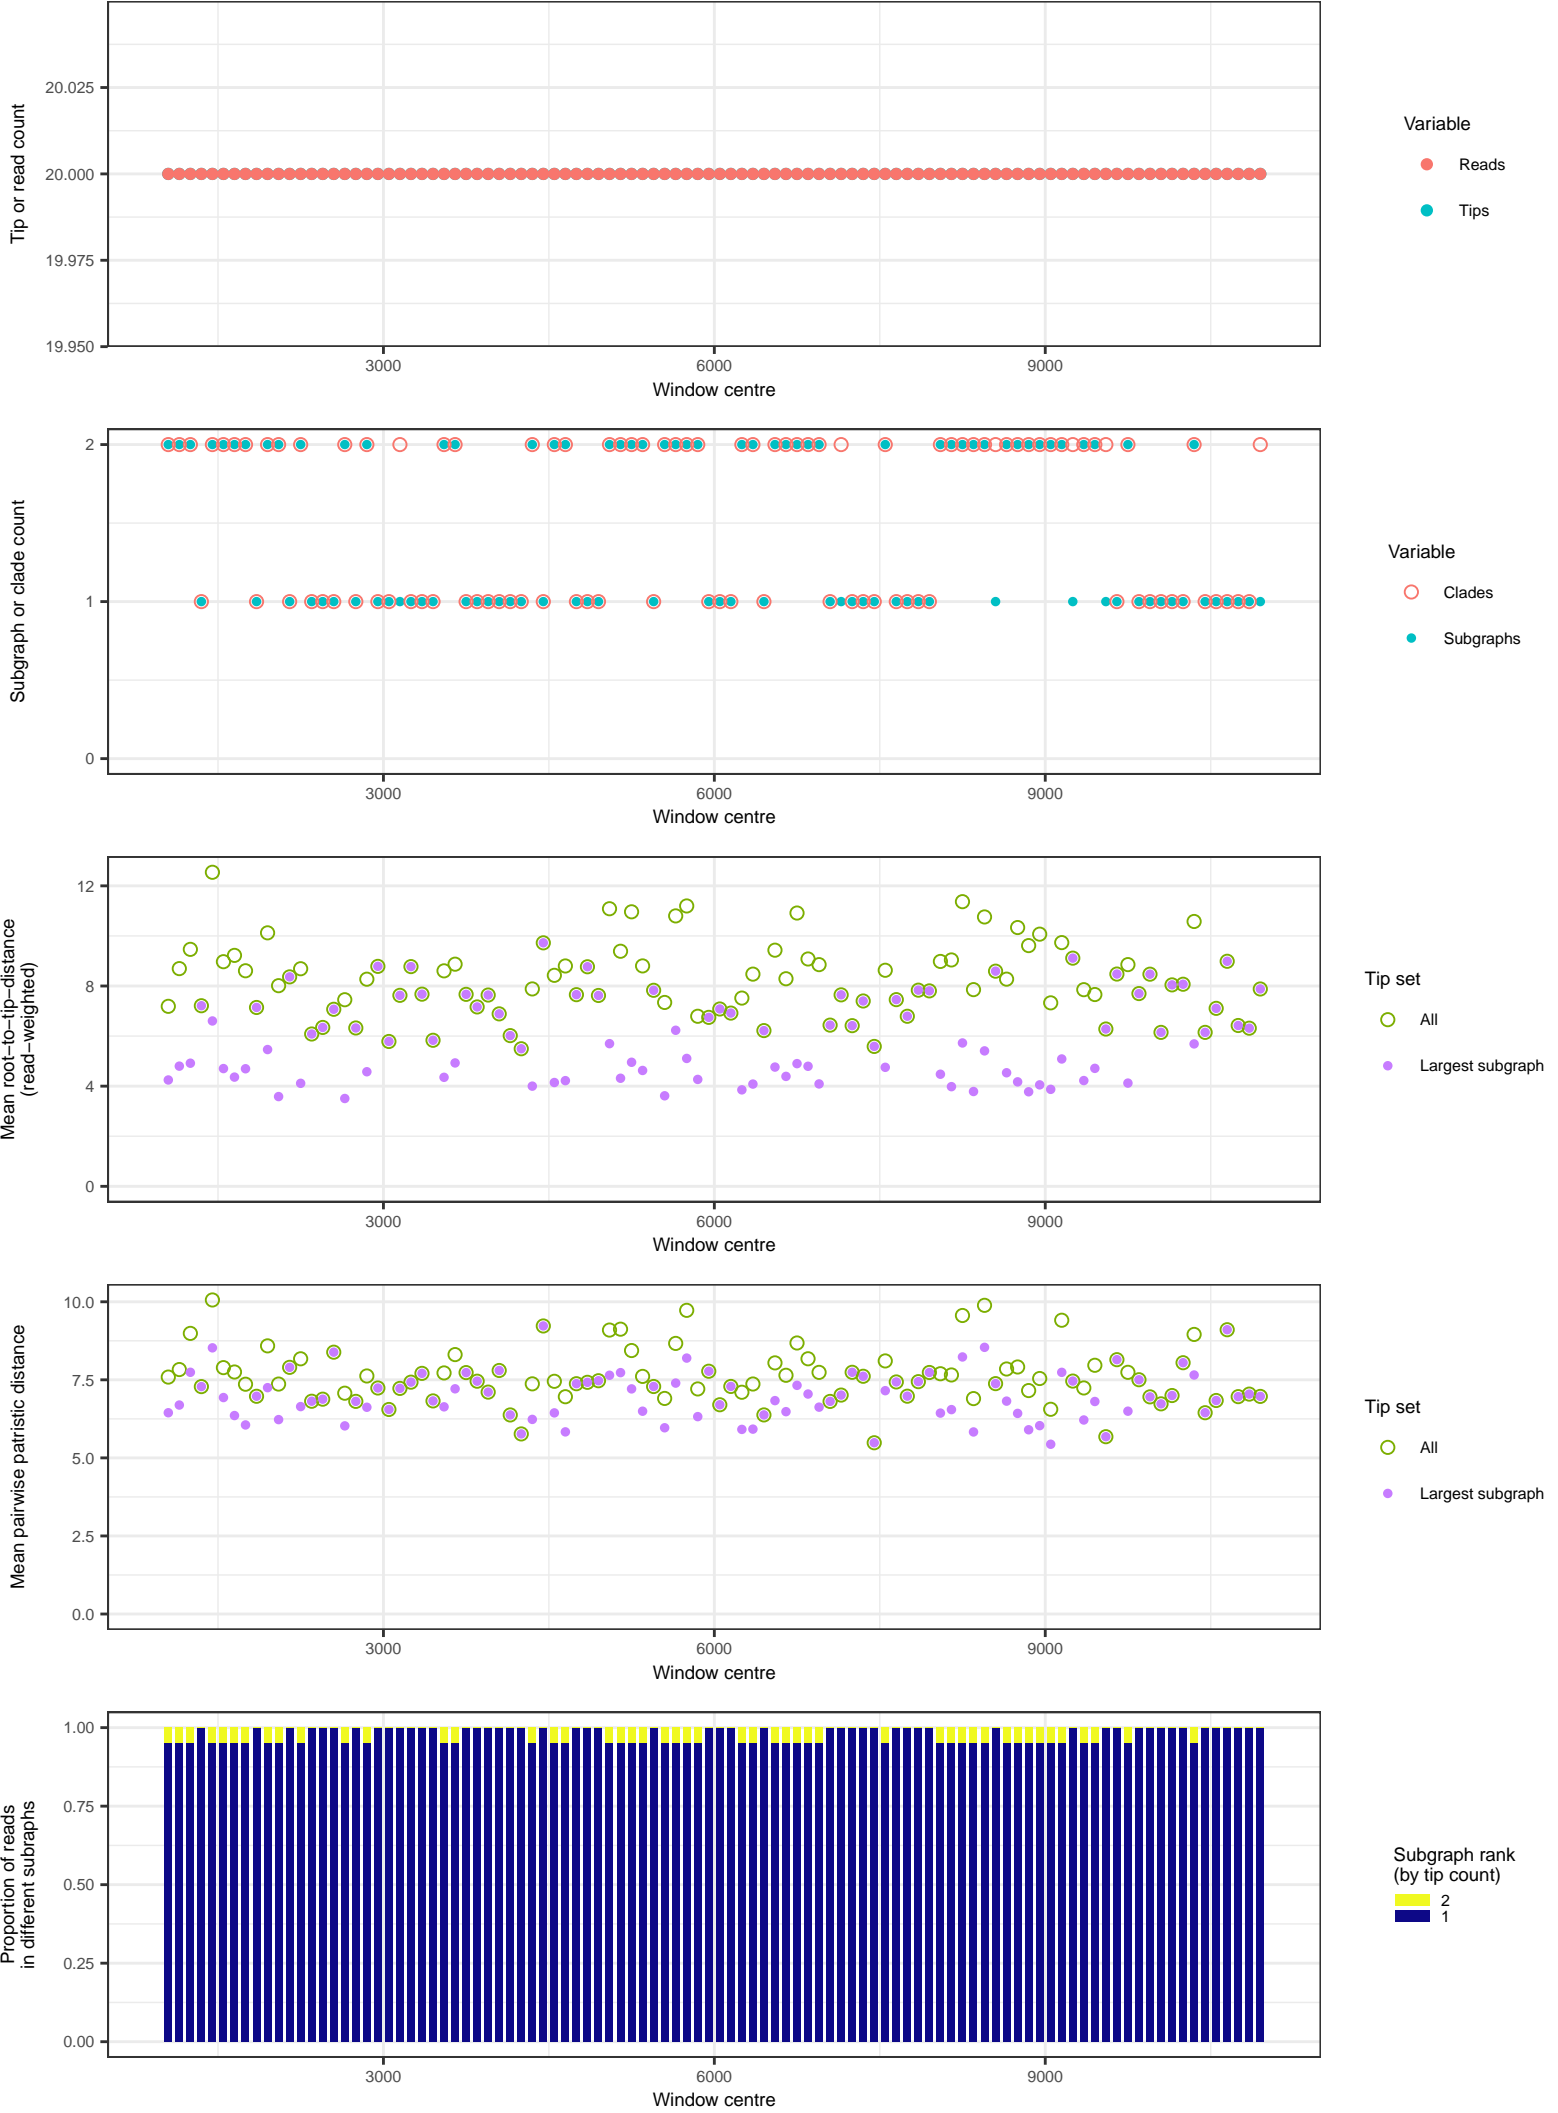 Tip or read count
20.025
20.000
19.975
19.950
3000 6000 9000
Window centre
Variable
Reads
Tips
Subgraph or clade count
2
1
0
3000 6000 9000
Window centre
Variable
Clades
Subgraphs
Mean root−to−tip−distance
(read−weighted)
12
8
4
0
3000 6000 9000
Window centre
Tip set
All
Largest subgraph
Mean pairwise patristic distance
10.0
7.5
5.0
2.5
0.0
3000 6000 9000
Window centre
Tip set
All
Largest subgraph
Proportion of reads
in different subraphs
1.00
0.75
0.50
0.25
0.00
3000 6000 9000
Window centre
Subgraph rank
(by tip count)
2
1